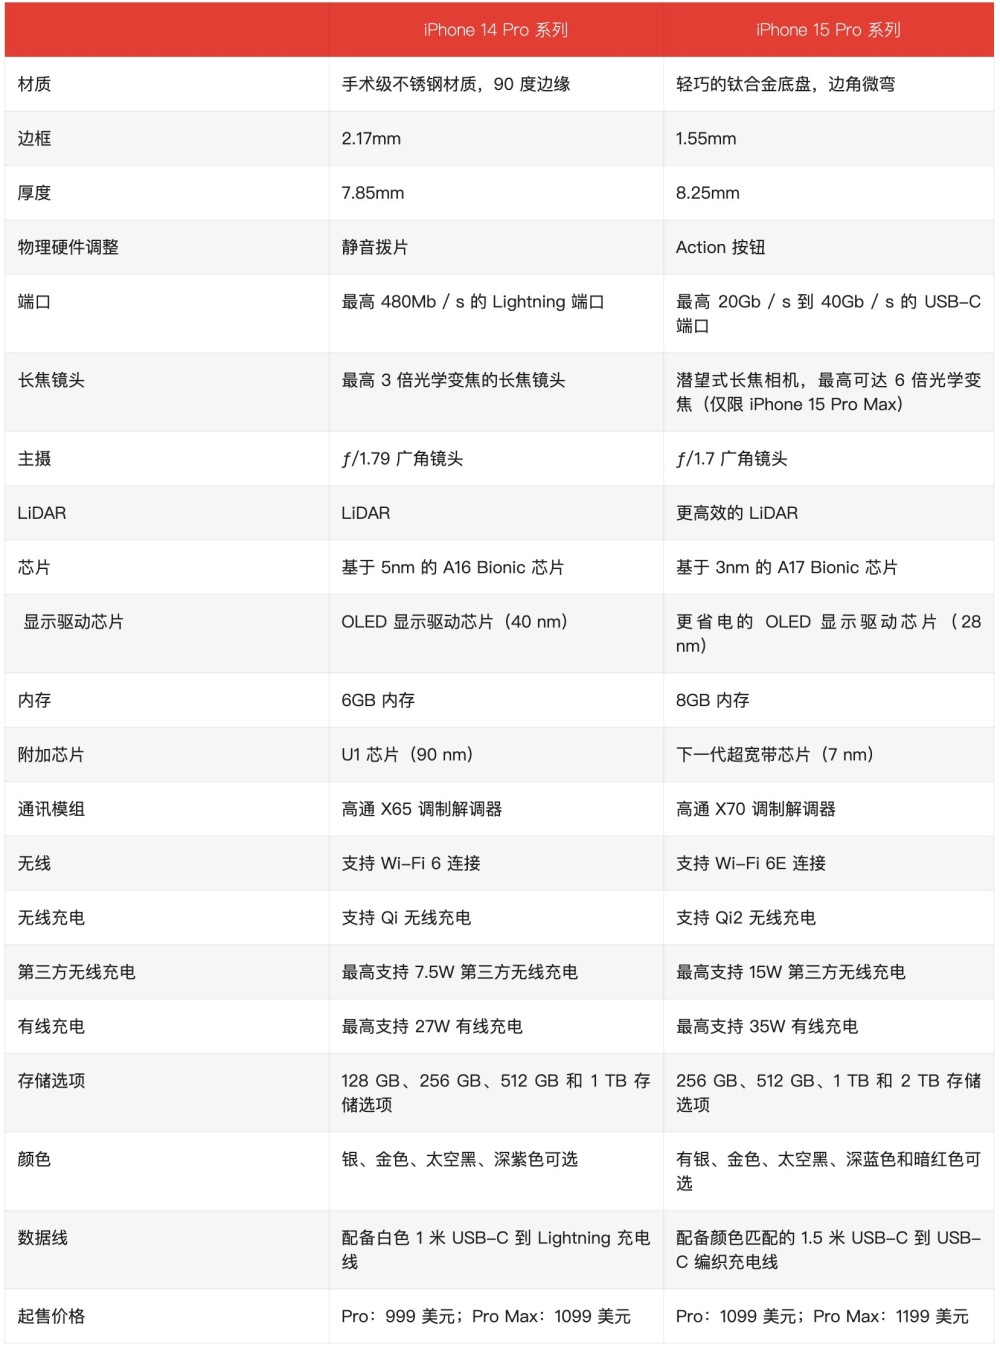 iPhone 14 Pro 系列
iPhone 15 Pro 系列
材质
手术级不锈钢材质，90 度边缘
轻巧的钛合金底盘，边角微弯
边框
2.17mm
1.55mm
厚度
7.85mm
8.25mm
物理硬件调整
静音拨片
Action 按钮
端口
最高 480Mb / s 的 Lightning 端口
最高 20Gb / s 到 40Gb / s 的 USB-C
端口
长焦镜头
最高 3 倍光学变焦的长焦镜头
潜望式长焦相机，最高可达 6 倍光学变
焦（仅限 iPhone 15 Pro Max）
主摄
ƒ/1.79 广角镜头
ƒ/1.7 广角镜头
LiDAR
LiDAR
更高效的 LiDAR
芯片
基于 5nm 的 A16 Bionic 芯片
基于 3nm 的 A17 Bionic 芯片
显示驱动芯片
OLED 显示驱动芯片（40 nm）
更省电的 OLED 显示驱动芯片（28
nm）
内存
6GB 内存
8GB 内存
附加芯片
U1 芯片（90 nm）
下一代超宽带芯片（7 nm）
通讯模组
高通 X65 调制解调器
高通 X70 调制解调器
无线
支持 Wi-Fi 6 连接
支持 Wi-Fi 6E 连接
无线充电
支持 Qi 无线充电
支持 Qi2 无线充电
第三方无线充电
最高支持 7.5W 第三方无线充电
最高支持 15W 第三方无线充电
有线充电
最高支持 27W 有线充电
最高支持 35W 有线充电
存储选项
128 GB、256 GB、512 GB 和 1 TB 存
储选项
256 GB、512 GB、1 TB 和 2 TB 存储
选项
颜色
银、金色、太空黑、深紫色可选
有银、金色、太空黑、深蓝色和暗红色可
选
数据线
配备白色 1 米 USB-C 到 Lightning 充电
线
配备颜色匹配的 1.5 米 USB-C 到 USB-
C 编织充电线
起售价格
Pro：999 美元；Pro Max：1099 美元
Pro：1099 美元；Pro Max：1199 美元